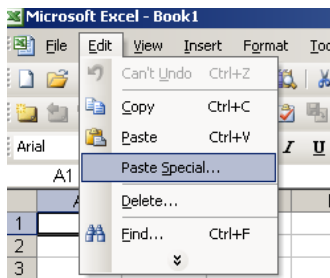 Microsoft Excel - Book1
File Edit View Insert Format
Can't Undo Ctrl+Z
Copy Ctrl+C
Paste Ctrl+V
Arial I U
Paste Special...
A1
Delete...
1
Find... Ctrl+F
2
3